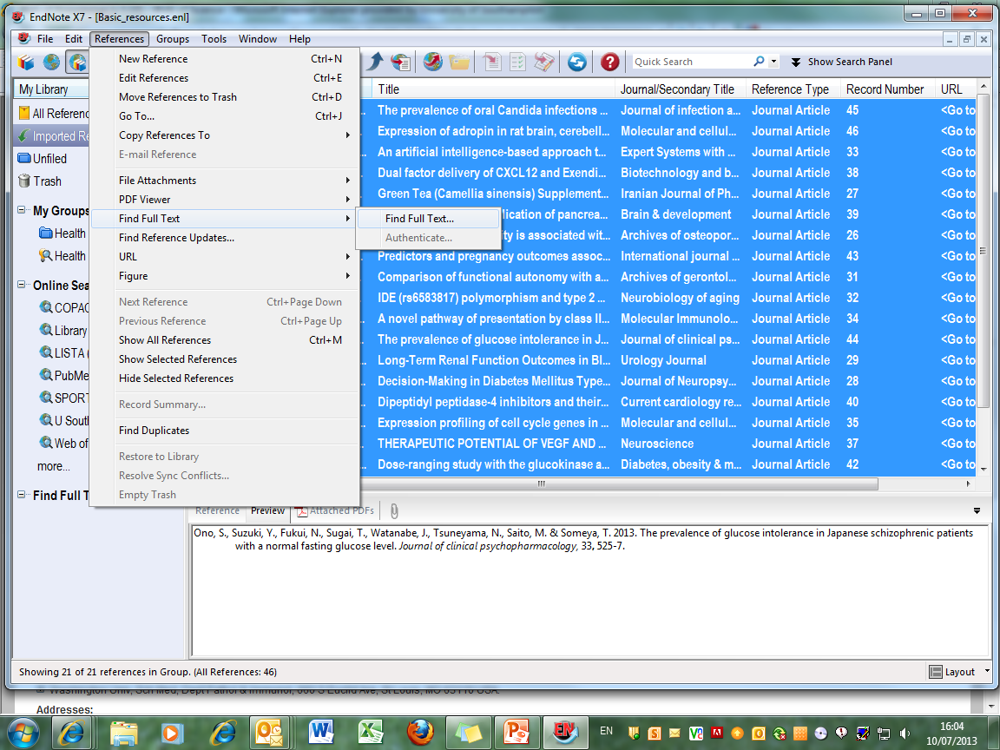 EndNote X7 - [Basic_resources.enl]
File Edit References Groups Tools Window Help
Quick Search
Show Search Panel
My Library
All Referenc
Imported Re
Unfiled
Trash
My Groups
Health
Health
Online Sea
COPAC
Library
LISTA (
PubMe
SPORT
U South
Web of
more...
Find Full T
New Reference Ctrl+N
Edit References Ctrl+E
Move References to Trash Ctrl+D
Go To... Ctrl+J
Copy References To
E-mail Reference
File Attachments
PDF Viewer
Find Full Text
Find Reference Updates...
URL
Figure
Next Reference Ctrl+Page Down
Previous Reference Ctrl+Page Up
Show All References Ctrl+M
Show Selected References
Hide Selected References
Record Summary...
Find Duplicates
Restore to Library
Resolve Sync Conflicts...
Empty Trash
Find Full Text...
Authenticate...
Title Journal/Secondary Title Reference Type Record Number URL
The prevalence of oral Candida infections ... Journal of infection a... Journal Article 45 <Go to
Expression of adropin in rat brain, cerebell... Molecular and cellul... Journal Article 46 <Go to
An artificial intelligence-based approach t... Expert Systems with ... Journal Article 33 <Go to
Dual factor delivery of CXCL12 and Exendi... Biotechnology and b... Journal Article 38 <Go to
Green Tea (Camellia sinensis) Supplement... Iranian Journal of Ph... Journal Article 27 <Go to
lication of pancrea... Brain & development Journal Article 39 <Go to
ty is associated wit... Archives of osteopor... Journal Article 26 <Go to
Predictors and pregnancy outcomes assoc... International journal ... Journal Article 43 <Go to
Comparison of functional autonomy with a... Archives of gerontol... Journal Article 31 <Go to
IDE (rs6583817) polymorphism and type 2 ... Neurobiology of aging Journal Article 32 <Go to
A novel pathway of presentation by class II... Molecular Immunolo... Journal Article 34 <Go to
The prevalence of glucose intolerance in J... Journal of clinical ps... Journal Article 44 <Go to
Long-Term Renal Function Outcomes in Bl... Urology Journal Journal Article 29 <Go to
Decision-Making in Diabetes Mellitus Type... Journal of Neuropsy... Journal Article 28 <Go to
Dipeptidyl peptidase-4 inhibitors and their... Current cardiology re... Journal Article 40 <Go to
Expression profiling of cell cycle genes in ... Molecular and cellul... Journal Article 35 <Go to
THERAPEUTIC POTENTIAL OF VEGF AND ... Neuroscience Journal Article 37 <Go to
Dose-ranging study with the glucokinase a... Diabetes, obesity & m... Journal Article 42 <Go to
Reference Preview Attached PDFs
Ono, S., Suzuki, Y., Fukui, N., Sugai, T., Watanabe, J., Tsuneyama, N., Saito, M. & Someya, T. 2013. The prevalence of glucose intolerance in Japanese schizophrenic patients
with a normal fasting glucose level. Journal of clinical psychopharmacology, 33, 525-7.
Showing 21 of 21 references in Group. (All References: 46)
Layout
Addresses:
EN
16:04
10/07/2013